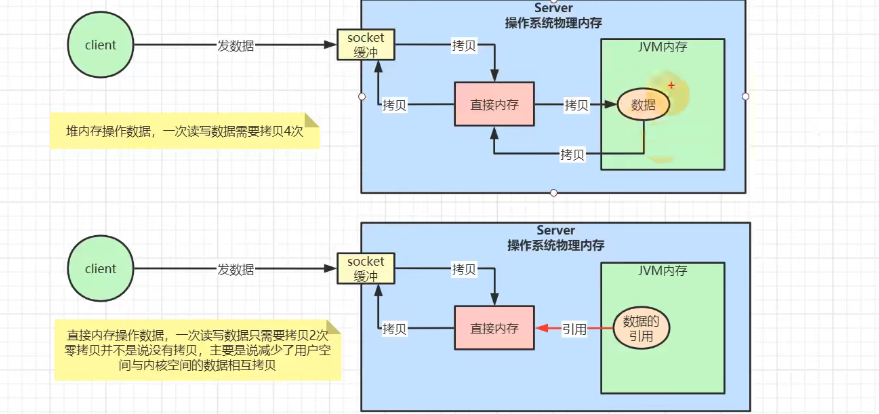 Server
操作系统物理内存
client
发数据
socket
缓冲
拷贝
JVM内存
拷贝
直接内存
拷贝
数据
拷贝
堆内存操作数据，一次读写数据需要拷贝4次
Server
操作系统物理内存
client
发数据
socket
缓冲
拷贝
JVM内存
拷贝
直接内存
引用
数据的
引用
直接内存操作数据，一次读写数据只需要拷贝2次
零拷贝并不是说没有拷贝，主要是说减少了用户空
间与内核空间的数据相互拷贝